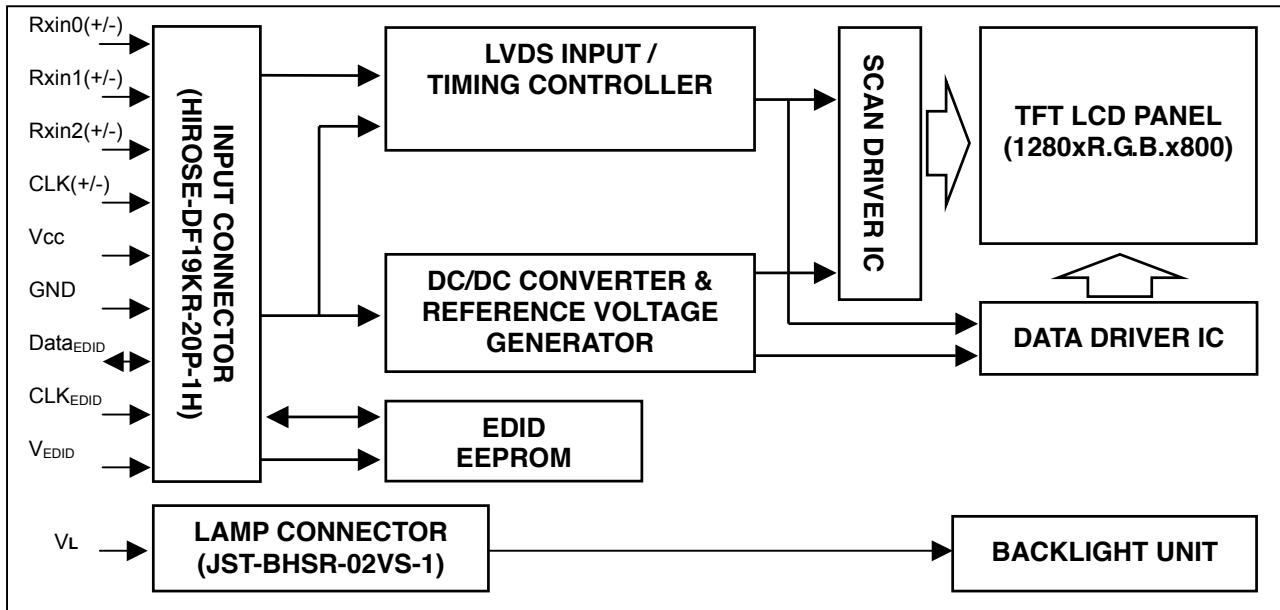 Rxin0(+/-)
Rxin1(+/-)
Rxin2(+/-)
CLK(+/-)
Vcc
GND
DataEDID
CLKEDID
VEDID
VL
INPUT CONNECTOR
(HIROSE-DF19KR-20P-1H)
LVDS INPUT /
TIMING CONTROLLER
DC/DC CONVERTER &
REFERENCE VOLTAGE
GENERATOR
EDID
EEPROM
LAMP CONNECTOR
(JST-BHSR-02VS-1)
SCAN DRIVER IC
TFT LCD PANEL
(1280xR.G.B.x800)
DATA DRIVER IC
BACKLIGHT UNIT